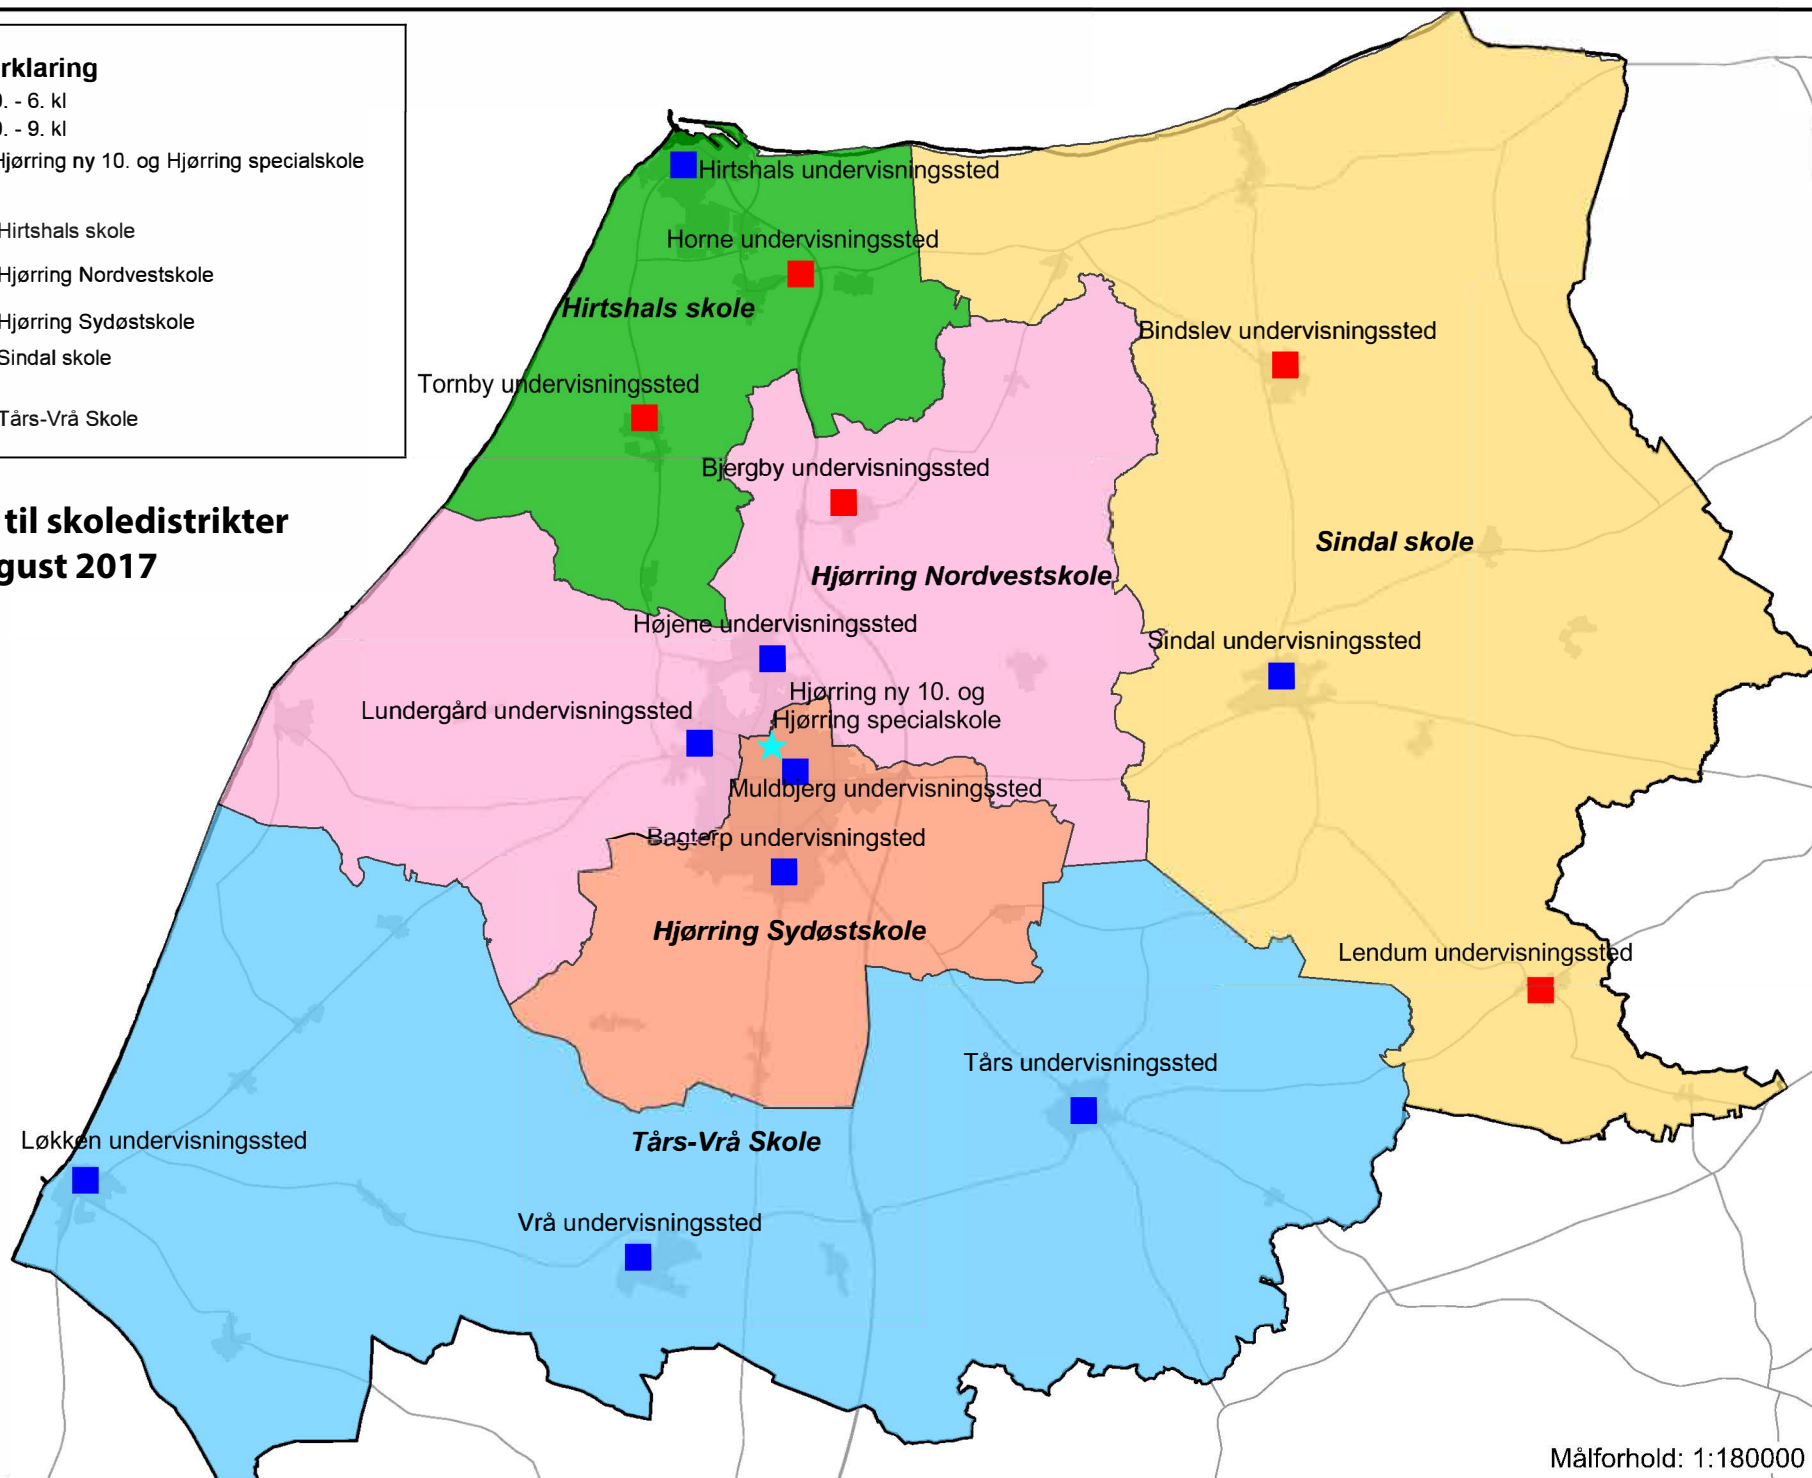 rklaring
. - 6. kl
. - 9. kl
Hjørring ny 10. og Hjørring specialskole
Hirtshals skole
Hjørring Nordvestskole
Hjørring Sydøstskole
Sindal skole
Tårs-Vrå Skole
til skoledistrikter
gust 2017
Hirtshals undervisningssted
Horne undervisningssted
Hirtshals skole
Bindslev undervisningssted
Tornby undervisningssted
Bjergby undervisningssted
Sindal skole
Hjørring Nordvestskole
Højene undervisningssted
Sindal undervisningssted
Hjørring ny 10. og
Hjørring specialskole
Lundergård undervisningssted
Muldbjerg undervisningssted
Bagterp undervisningsted
Hjørring Sydøstskole
Lendum undervisningssted
Tårs undervisningssted
Løkken undervisningssted
Tårs-Vrå Skole
Vrå undervisningssted
Målforhold: 1:180000